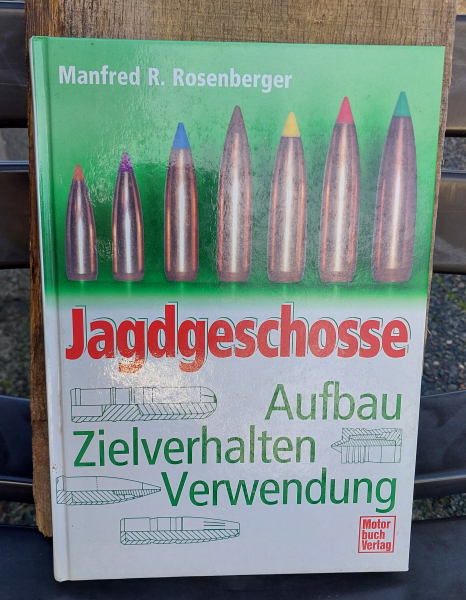 Manfred R. Rosenberger
Jagdgeschosse
Aufbau
Zielverhalten
Verwendung
Motor
buch
Verlag